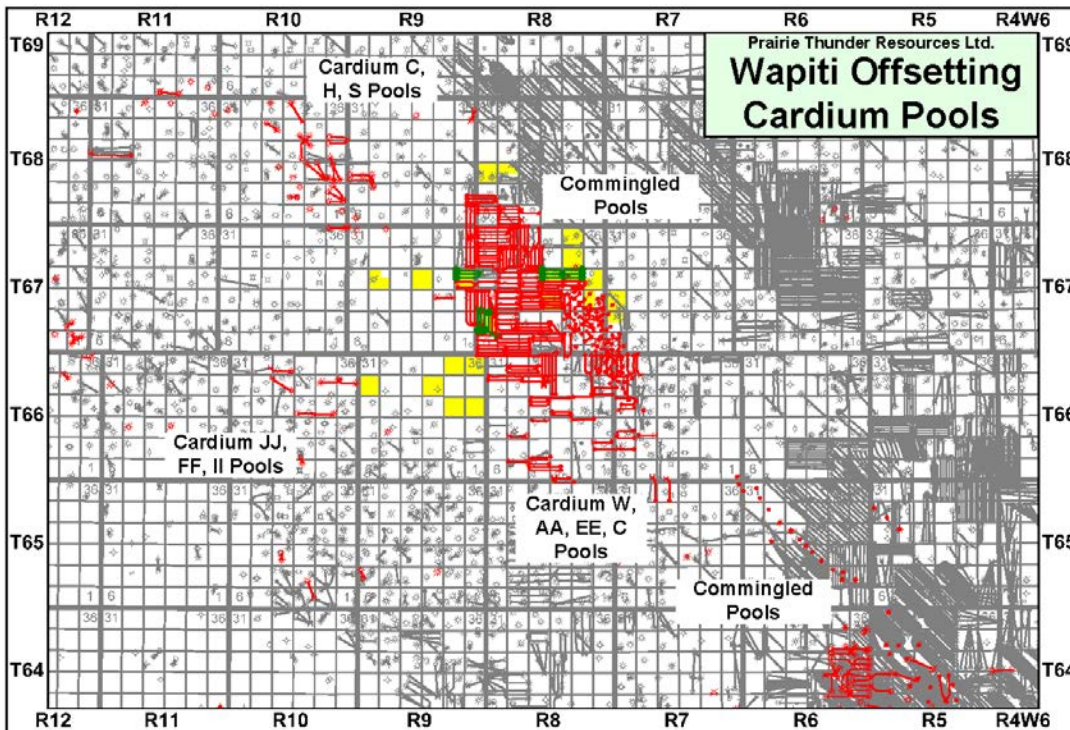 R12 R11 R10 R9 R8 R7 R6 R5 R4W6
Prairie Thunder Resources Ltd.
Wapiti Offsetting
Cardium Pools
T69 T69
Cardium C,
H, S Pools
T68 T68
Commingled
Pools
T67 T67
T66 T66
Cardium JJ,
FF, II Pools
Cardium W,
AA, EE, C
Pools
T65 T65
Commingled
Pools
T64 T64
R12 R11 R10 R9 R8 R7 R6 R5 R4W6